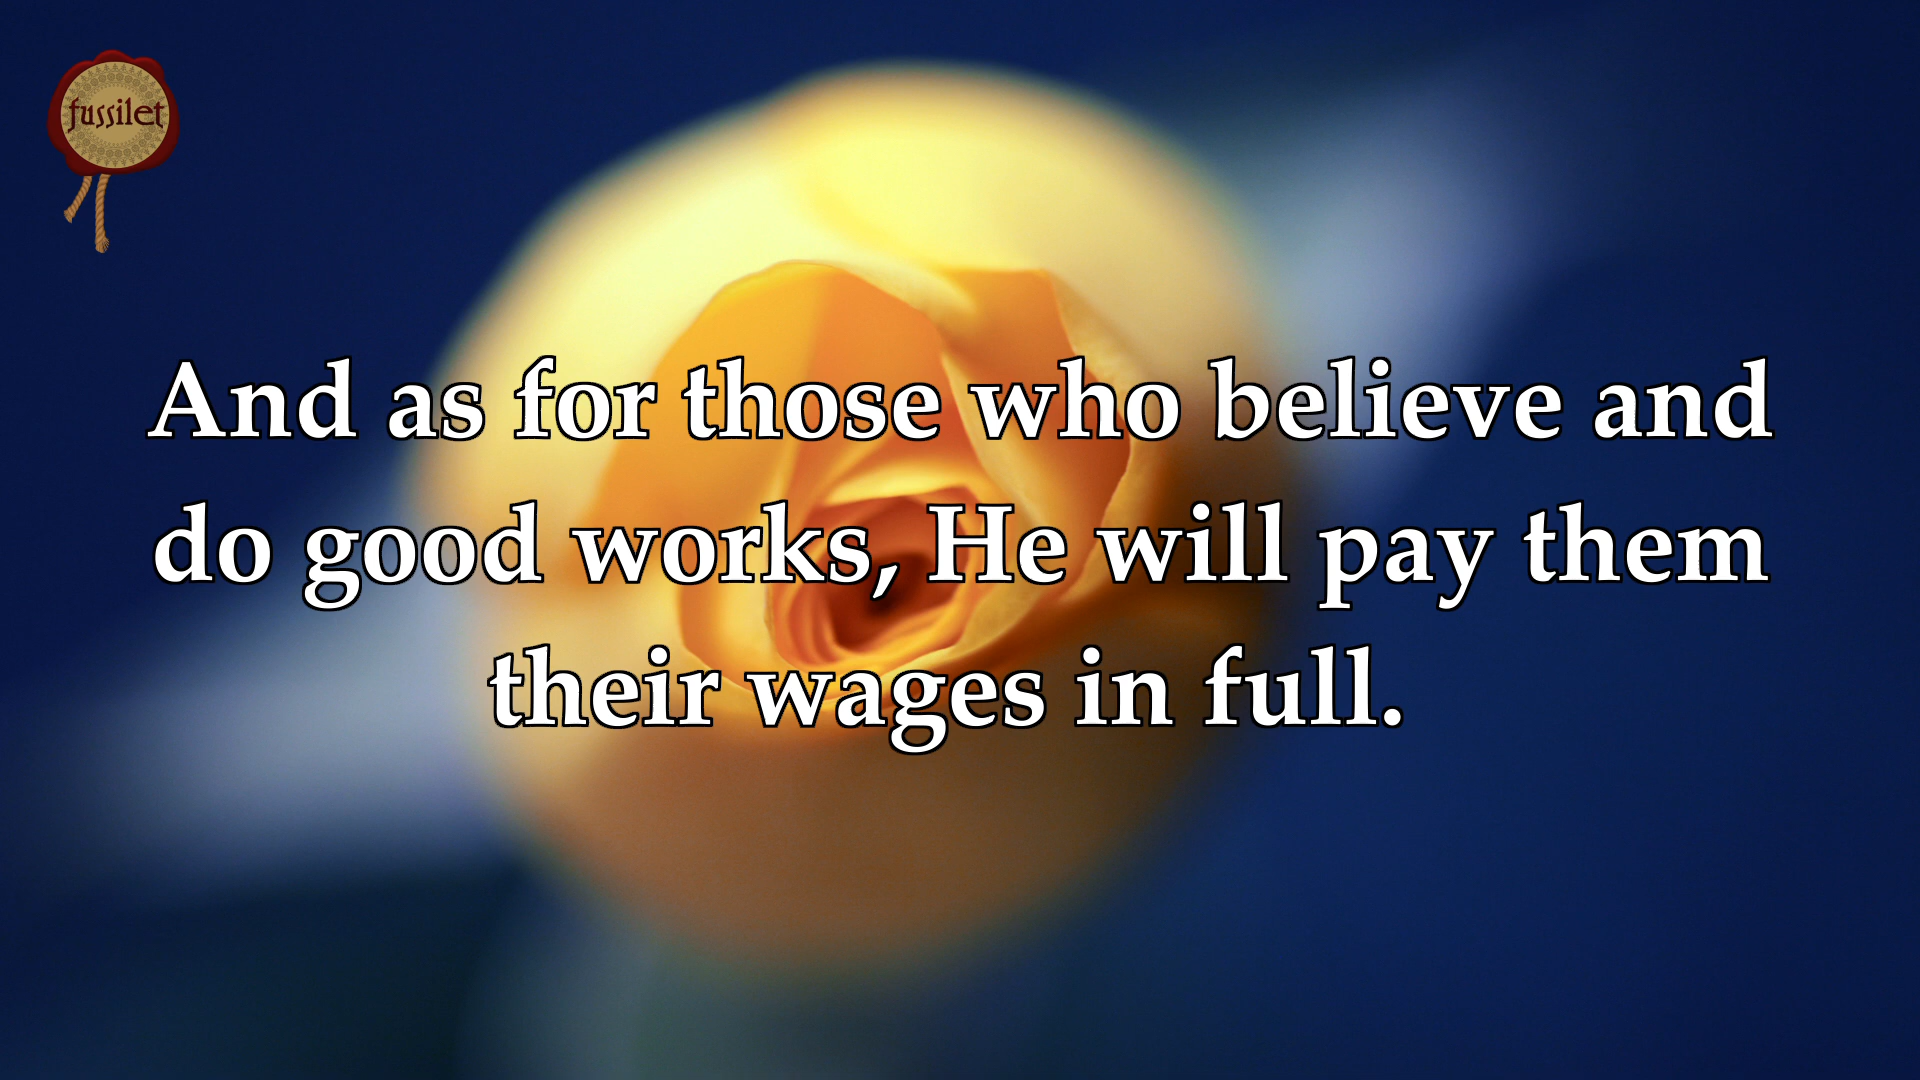 fussilet
And as for those who believe and
do good works, He will pay them
their wages in full.